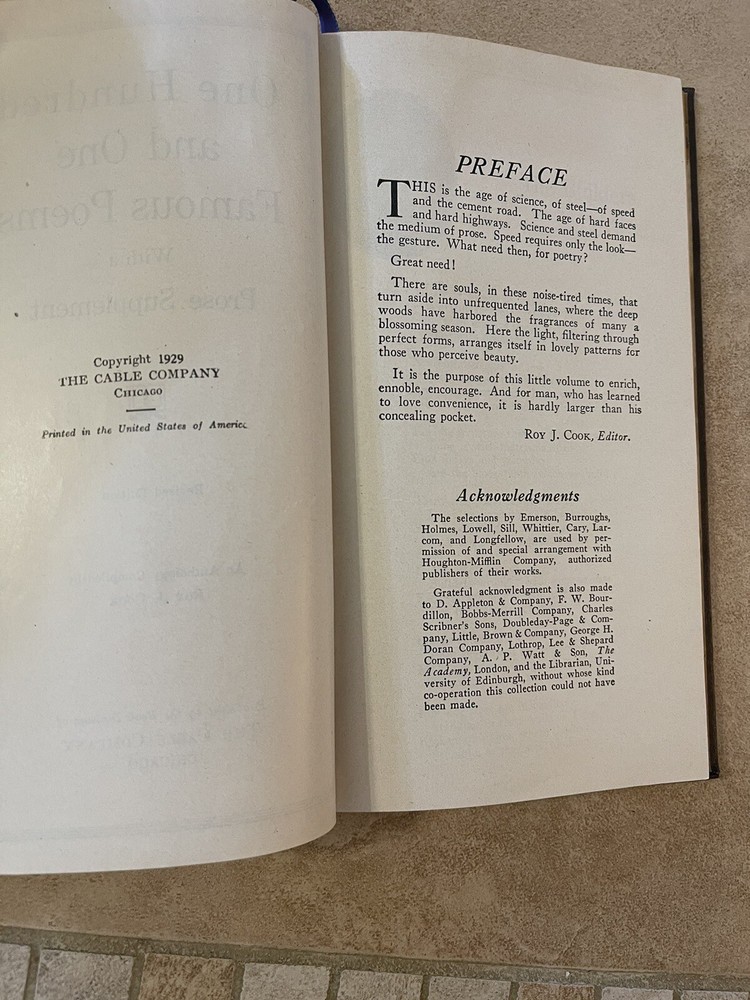 One Hundred
and One
Famous Poems
With a
Prose Supplement
Copyright 1929
THE CABLE COMPANY
CHICAGO
Printed in the United States of America
PREFACE
THIS is the age of science, of steel—of speed
and the cement road. The age of hard faces
and hard highways. Science and steel demand
the medium of prose. Speed requires only the look—
the gesture. What need then, for poetry?
Great need!
There are souls, in these noise-tired times, that
turn aside into unfrequented lanes, where the deep
woods have harbored the fragrances of many a
blossoming season. Here the light, filtering through
perfect forms, arranges itself in lovely patterns for
those who perceive beauty.
It is the purpose of this little volume to enrich,
ennoble, encourage. And for man, who has learned
to love convenience, it is hardly larger than his
concealing pocket.
ROY J. COOK, Editor.
Acknowledgments
The selections by Emerson, Burroughs,
Holmes, Lowell, Sill, Whittier, Cary, Lar-
com, and Longfellow, are used by per-
mission of and special arrangement with
Houghton-Mifflin Company, authorized
publishers of their works.
Grateful acknowledgment is also made
to D. Appleton & Company, F. W. Bour-
dillon, Bobbs-Merrill Company, Charles
Scribner's Sons, Doubleday-Page & Com-
pany, Little, Brown & Company, George H.
Doran Company, Lothrop, Lee & Shepard
Company, A. P. Watt & Son, The
Academy, London, and the Librarian, Uni-
versity of Edinburgh, without whose kind
co-operation this collection could not have
been made.